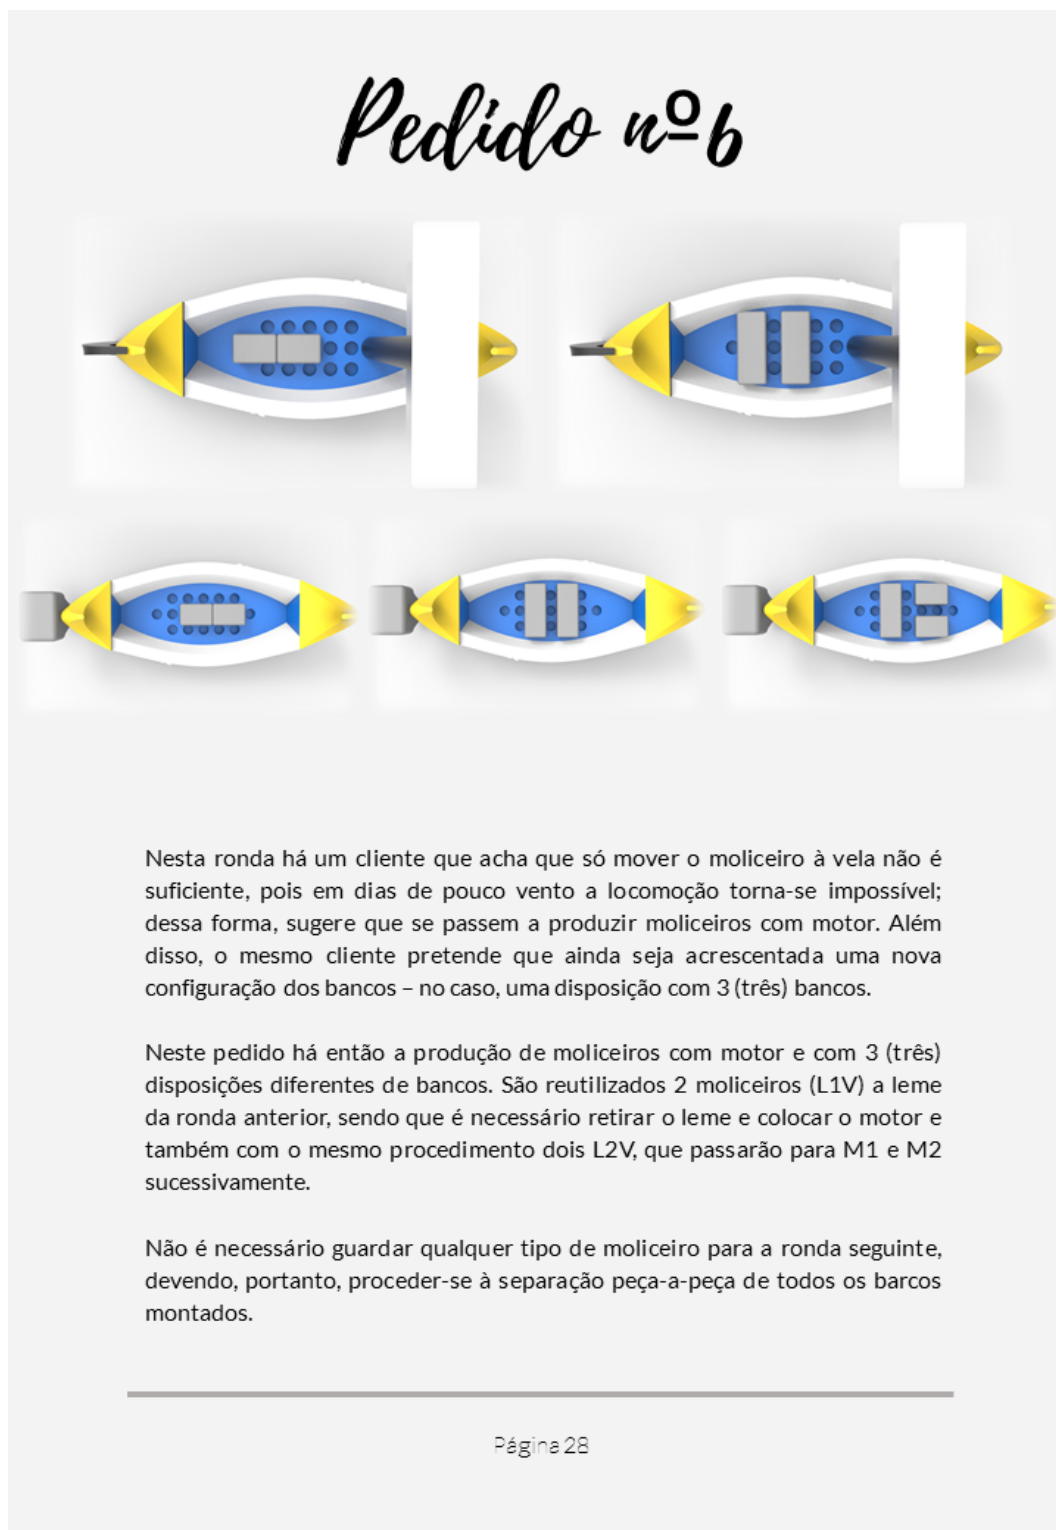 Pedido nº6
Nesta ronda há um cliente que acha que só mover o moliceiro à vela não é
suficiente, pois em dias de pouco vento a locomoção torna-se impossível;
dessa forma, sugere que se passem a produzir moliceiros com motor. Além
disso, o mesmo cliente pretende que ainda seja acrescentada uma nova
configuração dos bancos – no caso, uma disposição com 3 (três) bancos.
Neste pedido há então a produção de moliceiros com motor e com 3 (três)
disposições diferentes de bancos. São reutilizados 2 moliceiros (L1V) a leme
da ronda anterior, sendo que é necessário retirar o leme e colocar o motor e
também com o mesmo procedimento dois L2V, que passarão para M1 e M2
sucessivamente.
Não é necessário guardar qualquer tipo de moliceiro para a ronda seguinte,
devendo, portanto, proceder-se à separação peça-a-peça de todos os barcos
montados.
Página 28